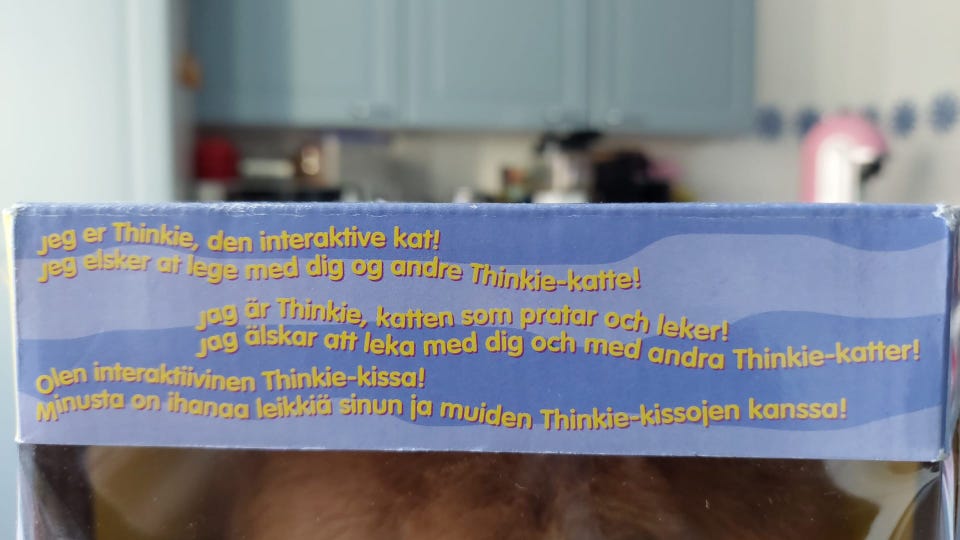 Jeg er Thinkie, den interaktive kat!
Jeg elsker at lege med dig og andre Thinkie-katte!
Jag är Thinkie, katten som pratar och leker!
Jag älskar att leka med dig och med andra Thinkie-katter!
Olen interaktiivinen Thinkie-kissa!
Minusta on ihanaa leikkiä sinun ja muiden Thinkie-kissojen kanssa!